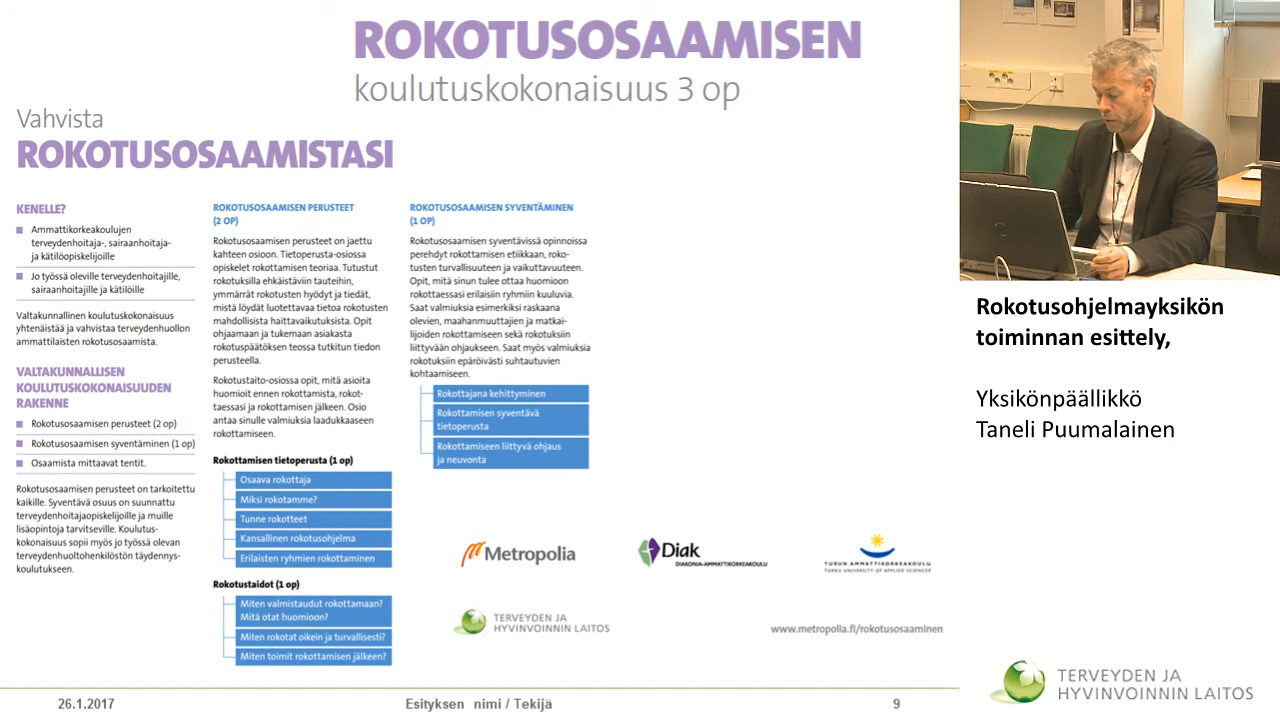 ROKOTUSOSAAMISEN
koulutuskokonaisuus 3 op
Vahvista
ROKOTUSOSAAMISTASI
KENELLE?
Ammattikorkeakoulujen
terveydenhoitaja-, sairaanhoitaja-
ja kätilöopiskelijoille
Jo työssä oleville terveydenhoitajille,
sairaanhoitajille ja kätilöille
Valtakunnallinen koulutuskokonaisuus
yhtenäistää ja vahvistaa terveydenhuollon
ammattilaisten rokotusosaamista.
VALTAKUNNALLISEN
KOULUTUSKOKONAISUUDEN
RAKENNE
Rokotusosaamisen perusteet (2 op)
Rokotusosaamisen syventäminen (1 op)
Osaamista mittaavat tentit.
Rokotusosaamisen perusteet on tarkoitettu
kaikille. Syventävä osuus on suunnattu
terveydenhoitajaopiskelijoille ja muille
lisäopintoja tarvitseville. Koulutus-
kokonaisuus sopii myös jo työssä olevan
terveydenhuoltohenkilöstön täydennys-
koulutukseen.
ROKOTUSOSAAMISEN PERUSTEET
(2 OP)
Rokotusosaamisen perusteet on jaettu
kahteen osioon. Tietoperusta-osiossa
opiskelet rokottamisen teoriaa. Tutustut
rokotuksilla ehkäistäviin tauteihin,
ymmärrät rokotusten hyödyt ja tiedät,
mistä löydät luotettavaa tietoa rokotusten
mahdollisista haittavaikutuksista. Opit
ohjaamaan ja tukemaan asiakasta
rokotuspäätöksen teossa tutkitun tiedon
perusteella.
Rokotustaito-osiossa opit, mitä asioita
huomioit ennen rokottamista, rokot-
taessasi ja rokottamisen jälkeen. Osio
antaa sinulle valmiuksia laadukkaaseen
rokottamiseen.
Rokottamisen tietoperusta (1 op)
Osaava rokottaja
Miksi rokotamme?
Tunne rokotteet
Kansallinen rokotusohjelma
Erilaisten ryhmien rokottaminen
Rokotustaidot (1 op)
Miten valmistaudut rokottamaan?
Mitä otat huomioon?
Miten rokotat oikein ja turvallisesti?
Miten toimit rokottamisen jälkeen?
ROKOTUSOSAAMISEN SYVENTÄMINEN
(1 OP)
Rokotusosaamisen syventävissä opinnoissa
perehdyt rokottamisen etiikkaan, roko-
tusten turvallisuuteen ja vaikuttavuuteen.
Opit, mitä sinun tulee ottaa huomioon
rokottaessasi erilaisiin ryhmiin kuuluvia.
Saat valmiuksia esimerkiksi raskaana
olevien, maahanmuuttajien ja matkai-
lijoiden rokottamiseen sekä rokotuksiin
liittyvään ohjaukseen. Saat myös valmiuksia
rokotuksiin epäröivästi suhtautuvien
kohtaamiseen.
Rokottajana kehittyminen
Rokottamisen syventävä
tietoperusta
Rokottamiseen liittyvä ohjaus
ja neuvonta
Metropolia
Diak
DIAKONIA-AMMATTIKORKEAKOULU
TURUN AMMATTIKORKEAKOULU
TURKU UNIVERSITY OF APPLIED SCIENCES
TERVEYDEN JA
HYVINVOINNIN LAITOS
www.metropolia.fi/rokotusosaaminen
26.1.2017
Esityksen nimi / Tekijä
9
Rokotusohjelmayksikön
toiminnan esittely,
Yksikönpäällikkö
Taneli Puumalainen
TERVEYDEN JA
HYVINVOINNIN LAITOS